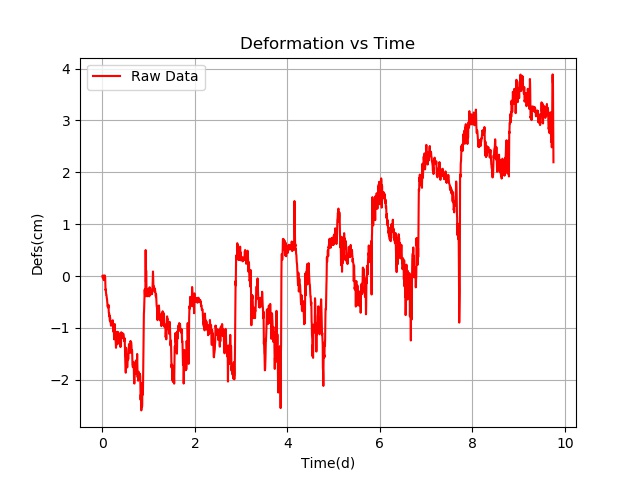 Deformation vs Time
Raw Data
4
3
2
1
0
−1
−2
Defs(cm)
0 2 4 6 8 10
Time(d)